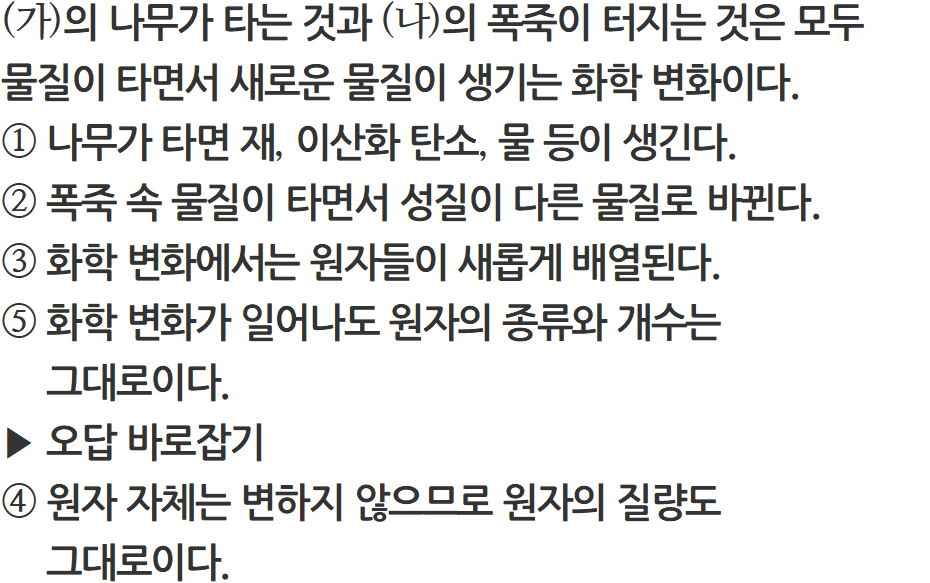 (가)의 나무가 타는 것과 (나)의 폭죽이 터지는 것은 모두
물질이 타면서 새로운 물질이 생기는 화학 변화이다.
① 나무가 타면 재, 이산화 탄소, 물 등이 생긴다.
② 폭죽 속 물질이 타면서 성질이 다른 물질로 바뀐다.
③ 화학 변화에서는 원자들이 새롭게 배열된다.
⑤ 화학 변화가 일어나도 원자의 종류와 개수는
그대로이다.
▶ 오답 바로잡기
④ 원자 자체는 변하지 않으므로 원자의 질량도
그대로이다.